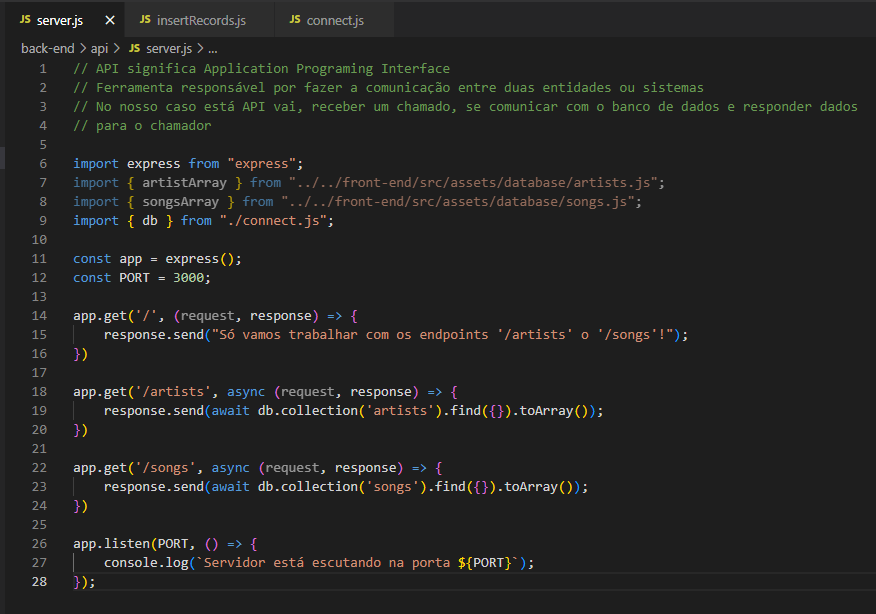 JS server.js × JS insertRecords.js JS connect.js
back-end > api > JS server.js > ...
1 // API significa Application Programing Interface
2 // Ferramenta responsável por fazer a comunicação entre duas entidades ou sistemas
3 // No nosso caso está API vai, receber um chamado, se comunicar com o banco de dados e responder dados
4 // para o chamador
5
6 import express from "express";
7 import { artistArray } from "../../front-end/src/assets/database/artists.js";
8 import { songsArray } from "../../front-end/src/assets/database/songs.js";
9 import { db } from "./connect.js";
10
11 const app = express();
12 const PORT = 3000;
13
14 app.get('/', (request, response) => {
15     response.send("Só vamos trabalhar com os endpoints '/artists' o '/songs'!");
16 })
17
18 app.get('/artists', async (request, response) => {
19     response.send(await db.collection('artists').find({}).toArray());
20 })
21
22 app.get('/songs', async (request, response) => {
23     response.send(await db.collection('songs').find({}).toArray());
24 })
25
26 app.listen(PORT, () => {
27     console.log(`Servidor está escutando na porta ${PORT}`);
28 });